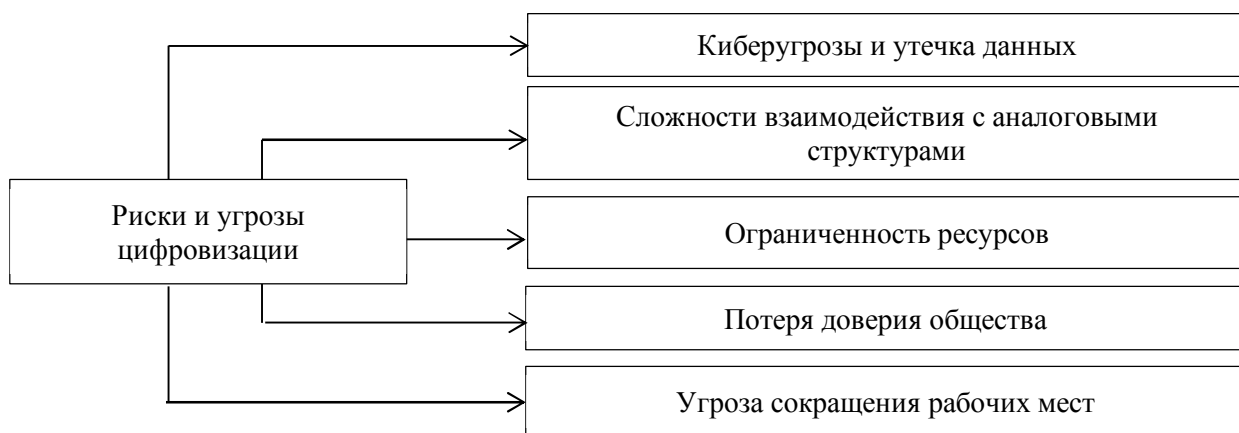 Киберугрозы и утечка данных
Сложности взаимодействия с аналоговыми
структурами
Риски и угрозы
цифровизации
Ограниченность ресурсов
Потеря доверия общества
Угроза сокращения рабочих мест